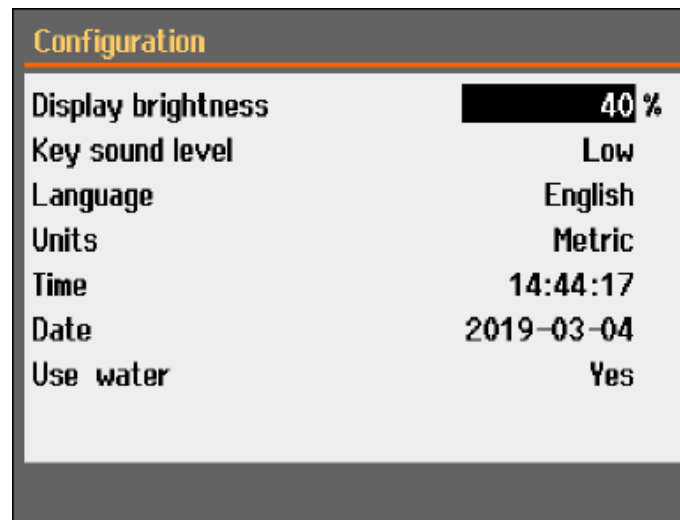 Configuration
Display brightness 40 %
Key sound level Low
Language English
Units Metric
Time 14:44:17
Date 2019-03-04
Use water Yes